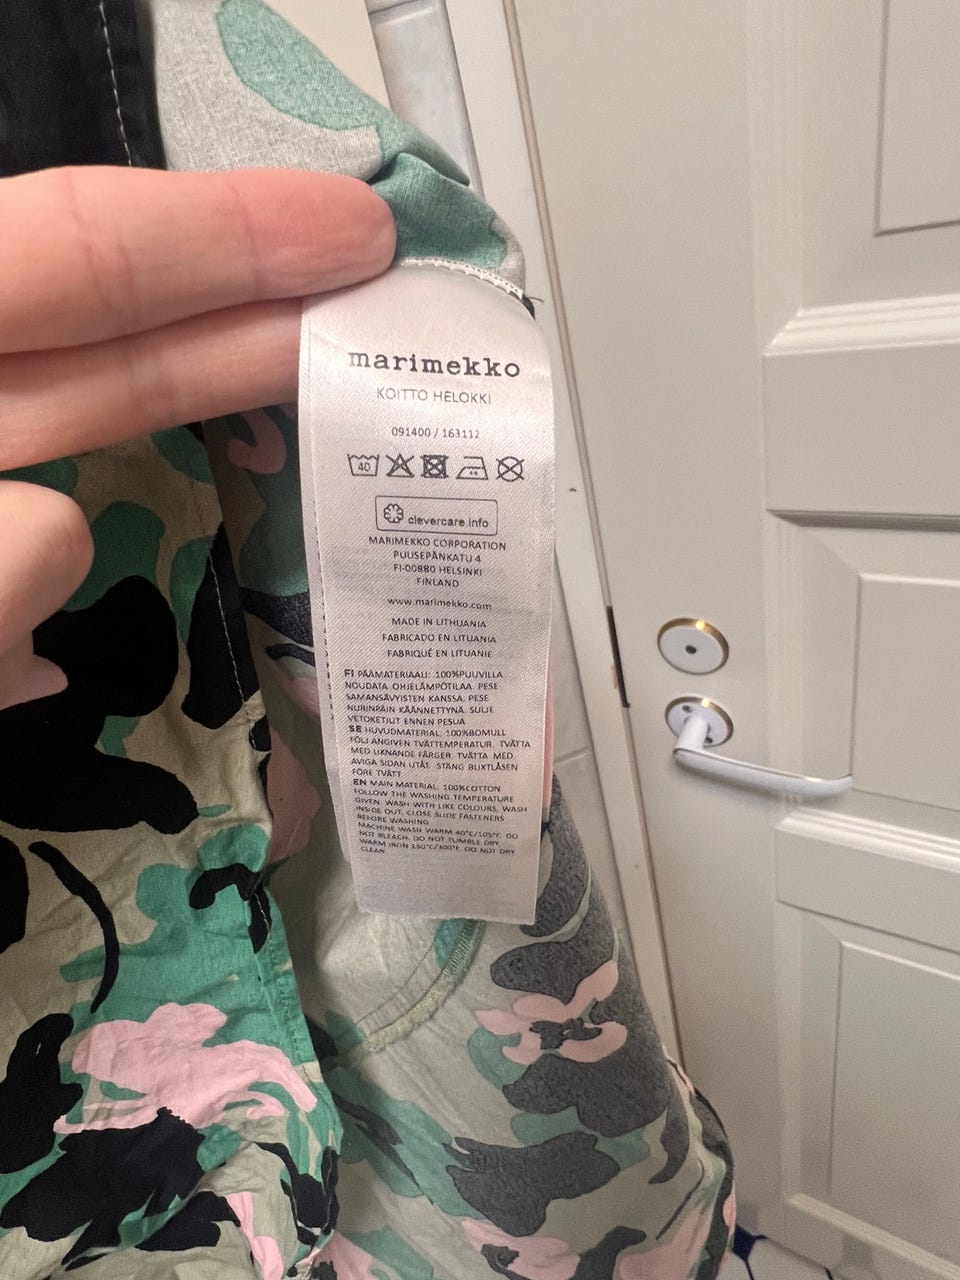 marimekko
KOITTO HELOKKI
091400 / 163112
40
clevercare.info
MARIMEKKO CORPORATION
PUUSEPÄNKATU 4
FI-00880 HELSINKI
FINLAND
www.marimekko.com
MADE IN LITHUANIA
FABRICADO EN LITUANIA
FABRIQUÉ EN LITUANIE
FI PÄÄMATERIAALI: 100%PUUVILLA
NOUDATA OHJELÄMPÖTILAA. PESE
SAMANSÄVYISTEN KANSSA. PESE
NURINPÄIN KÄÄNNETTYNÄ. SULJE
VETOKETJUT ENNEN PESUA
SE HUVUDMATERIAL: 100%BOMULL
FÖLJ ANGIVEN TVÄTTEMPERATUR. TVÄTTA
MED LIKNANDE FÄRGER. TVÄTTA MED
AVIGA SIDAN UTÅT. STÄNG BLIXTLÅSEN
FÖRE TVÄTT
EN MAIN MATERIAL: 100%COTTON
FOLLOW THE WASHING TEMPERATURE
GIVEN. WASH WITH LIKE COLOURS. WASH
INSIDE OUT. CLOSE SLIDE FASTENERS
BEFORE WASHING
MACHINE WASH WARM 40°C/105°F. DO
NOT BLEACH. DO NOT TUMBLE DRY.
WARM IRON 150°C/300°F. DO NOT DRY
CLEAN